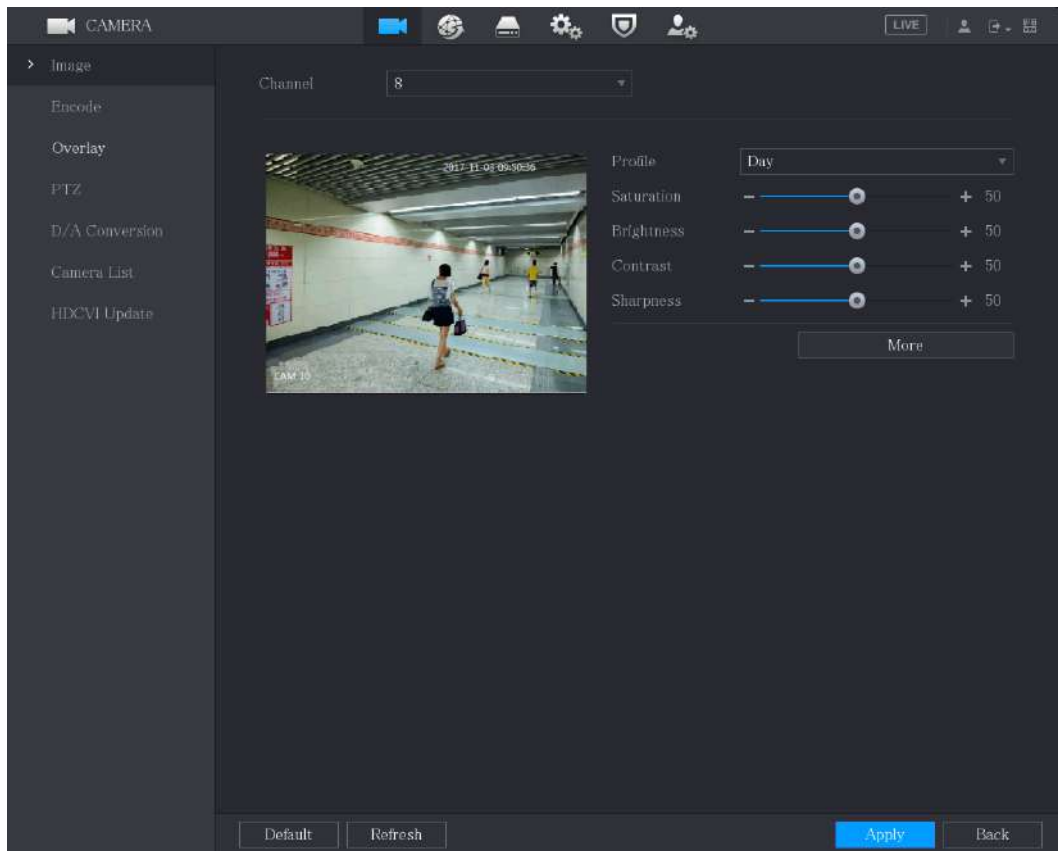 CAMERA
LIVE
Image
Encode
Overlay
PTZ
D/A Conversion
Camera List
HDCVI Update
Channel
8
2017-11-03 09:50:36
CAM 10
Profile
Day
Saturation
50
Brightness
50
Contrast
50
Sharpness
50
More
Default
Refresh
Apply
Back